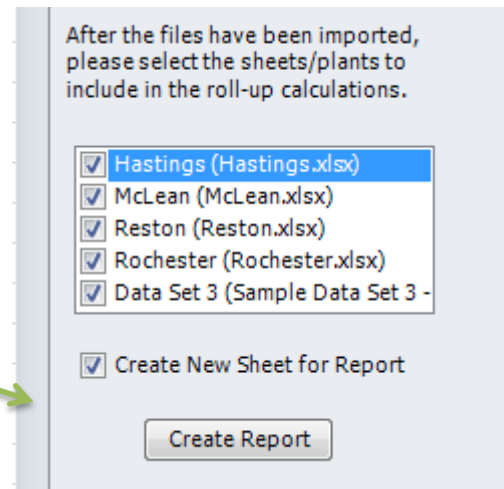 After the files have been imported,
please select the sheets/plants to
include in the roll-up calculations.
Hastings (Hastings.xlsx)
McLean (McLean.xlsx)
Reston (Reston.xlsx)
Rochester (Rochester.xlsx)
Data Set 3 (Sample Data Set 3 -
Create New Sheet for Report
Create Report